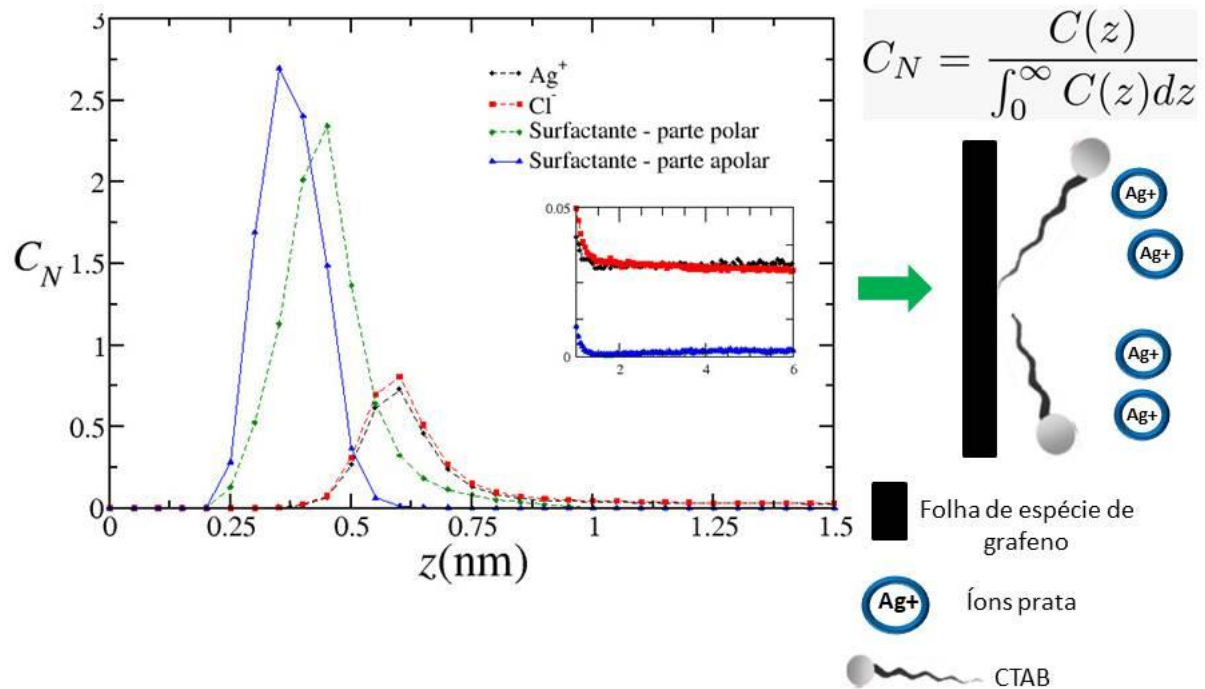 3
2.5
2
1.5
1
0.5
0
C_N
0
0.25
0.5
0.75
1
1.25
1.5
z(nm)
Ag⁺
Cl⁻
Surfactante - parte polar
Surfactante - parte apolar
0.05
0
2
4
6
C_N = C(z) / ∫₀^∞ C(z)dz
Ag+
Ag+
Ag+
Ag+
Folha de espécie de
grafeno
Ag+
Íons prata
CTAB